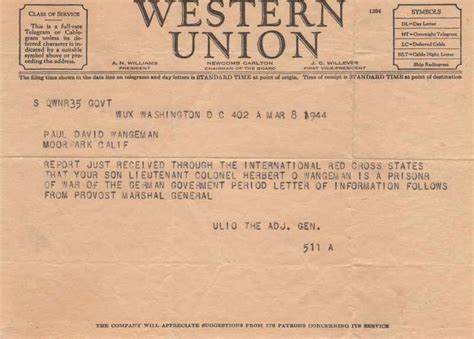 WESTERN
UNION
1204
CLASS OF SERVICE
This is a full-rate
Telegram or Cable-
gram unless its
deferred character is
indicated by a suitable
symbol above or pre-
ceding the address.
A. N. WILLIAMS
PRESIDENT
NEWCOMB CARLTON
CHAIRMAN OF THE BOARD
J. C. WILLEVER
FIRST VICE-PRESIDENT
SYMBOLS
DL=Day Letter
NT=Overnight Telegram
LC=Deferred Cable
NLT=Cable Night Letter
Ship Radiogram
The filing time shown in the date line on telegrams and day letters is STANDARD TIME at point of origin. Time of receipt is STANDARD TIME at point of destination
S QWNR35 GOVT
WUX WASHINGTON D C 402 A MAR 8 1944
PAUL DAVID WANGEMAN
MOORPARK CALIF
REPORT JUST RECEIVED THROUGH THE INTERNATIONAL RED CROSS STATES
THAT YOUR SON LIEUTENANT COLONEL HERBERT O WANGEMAN IS A PRISONR
OF WAR OF THE GERMAN GOVERMENT PERIOD LETTER OF INFORMATION FOLLOWS
FROM PROVOST MARSHAL GENERAL
ULIO THE ADJ. GEN.
511 A
THE COMPANY WILL APPRECIATE SUGGESTIONS FROM ITS PATRONS CONCERNING ITS SERVICE